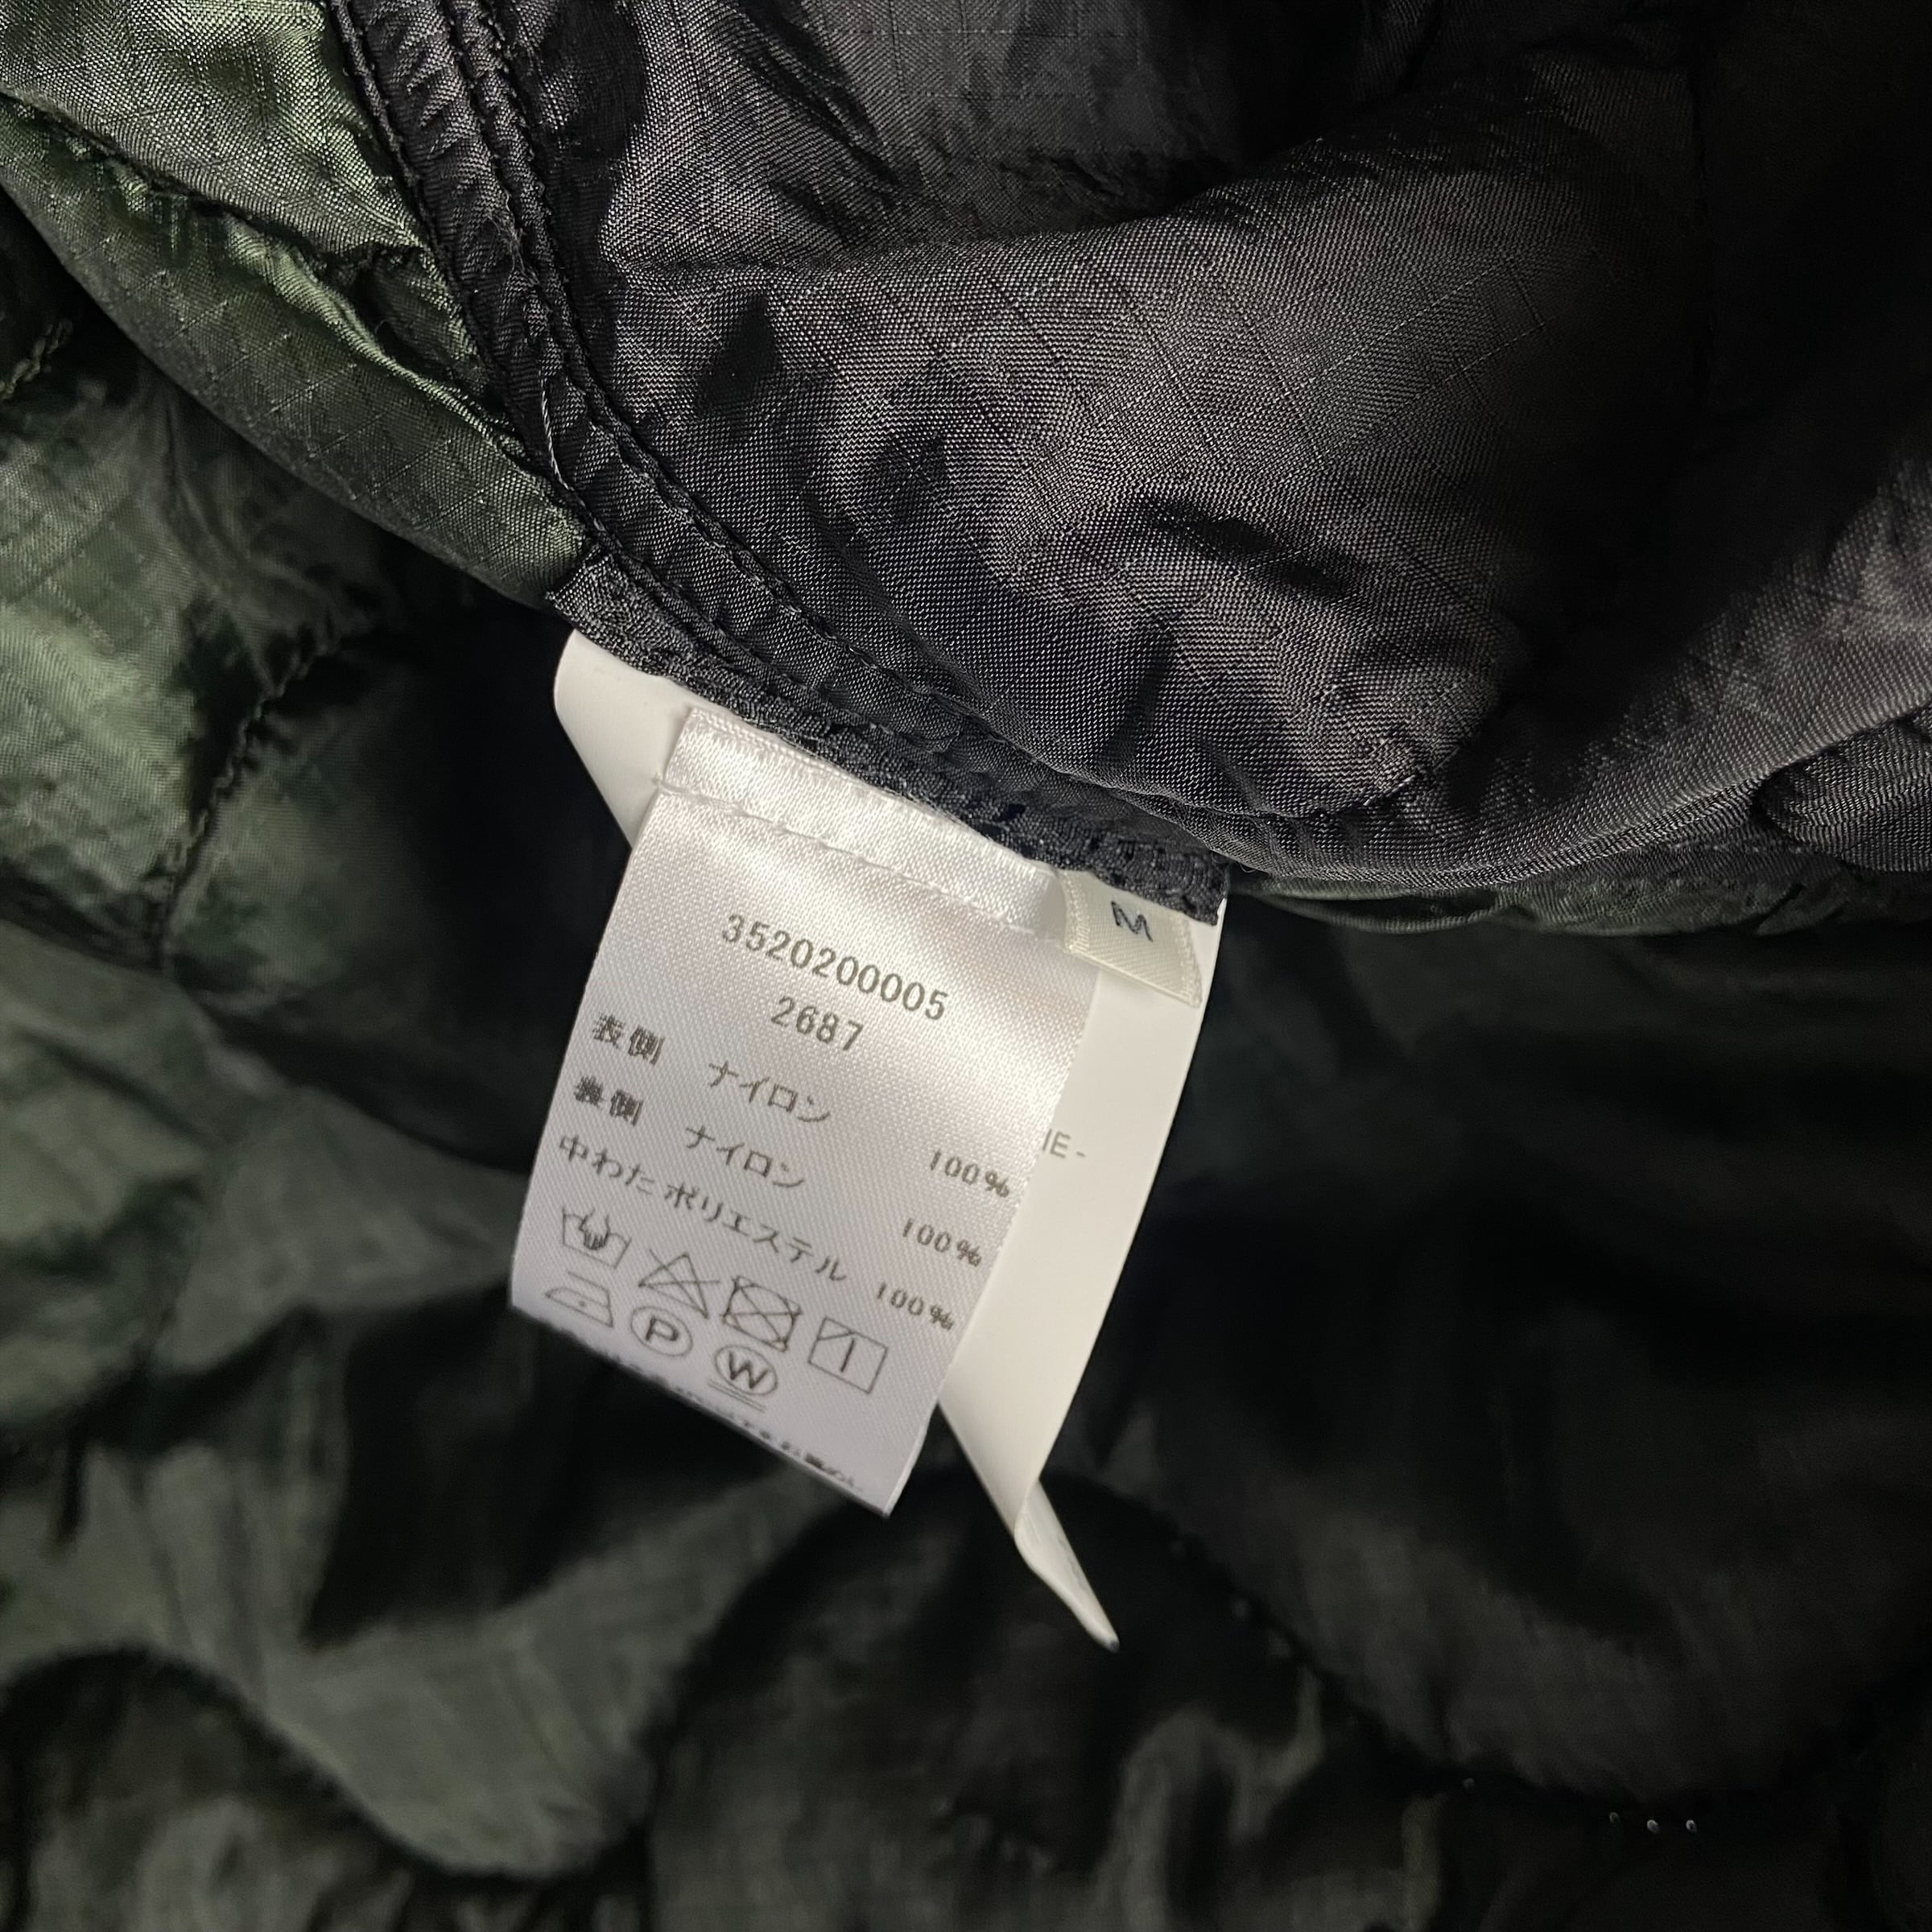 M
3520200005
2687
表側 ナイロン 100%
裏側 ナイロン 100%
中わた ポリエステル 100%
P
W
IE -